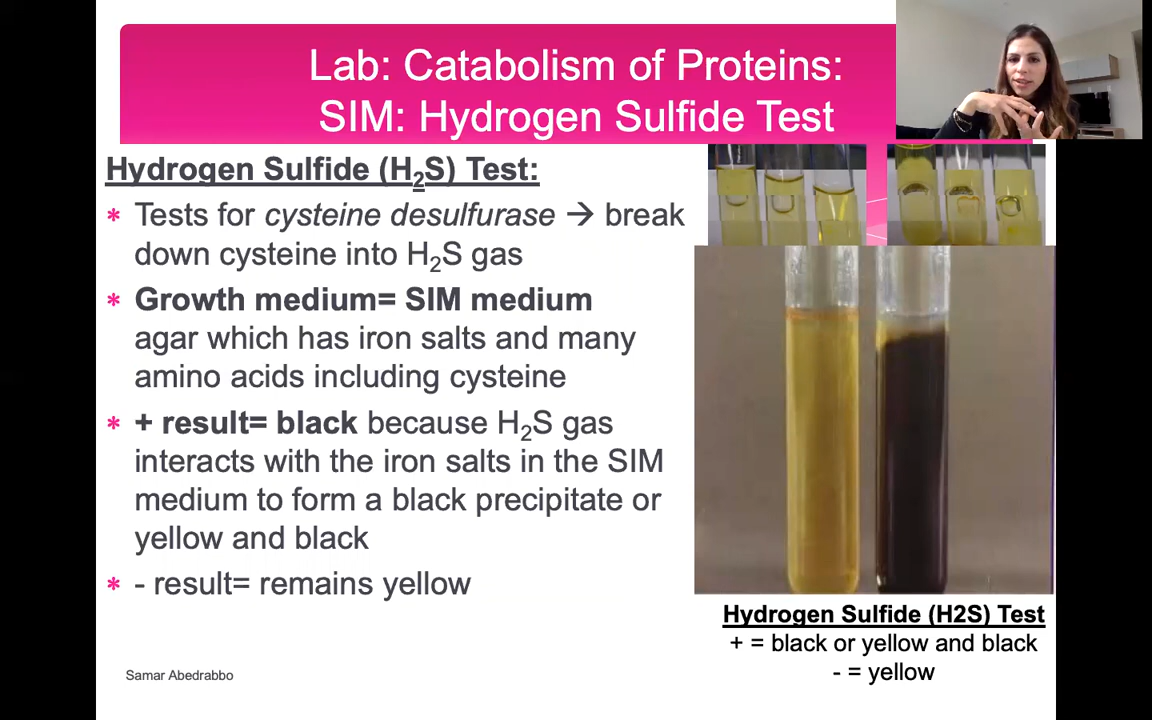 Lab: Catabolism of Proteins:
SIM: Hydrogen Sulfide Test
Hydrogen Sulfide (H₂S) Test:
* Tests for cysteine desulfurase → break
down cysteine into H₂S gas
* Growth medium= SIM medium
agar which has iron salts and many
amino acids including cysteine
* + result= black because H₂S gas
interacts with the iron salts in the SIM
medium to form a black precipitate or
yellow and black
* - result= remains yellow
Hydrogen Sulfide (H2S) Test
+ = black or yellow and black
- = yellow
Samar Abedrabbo